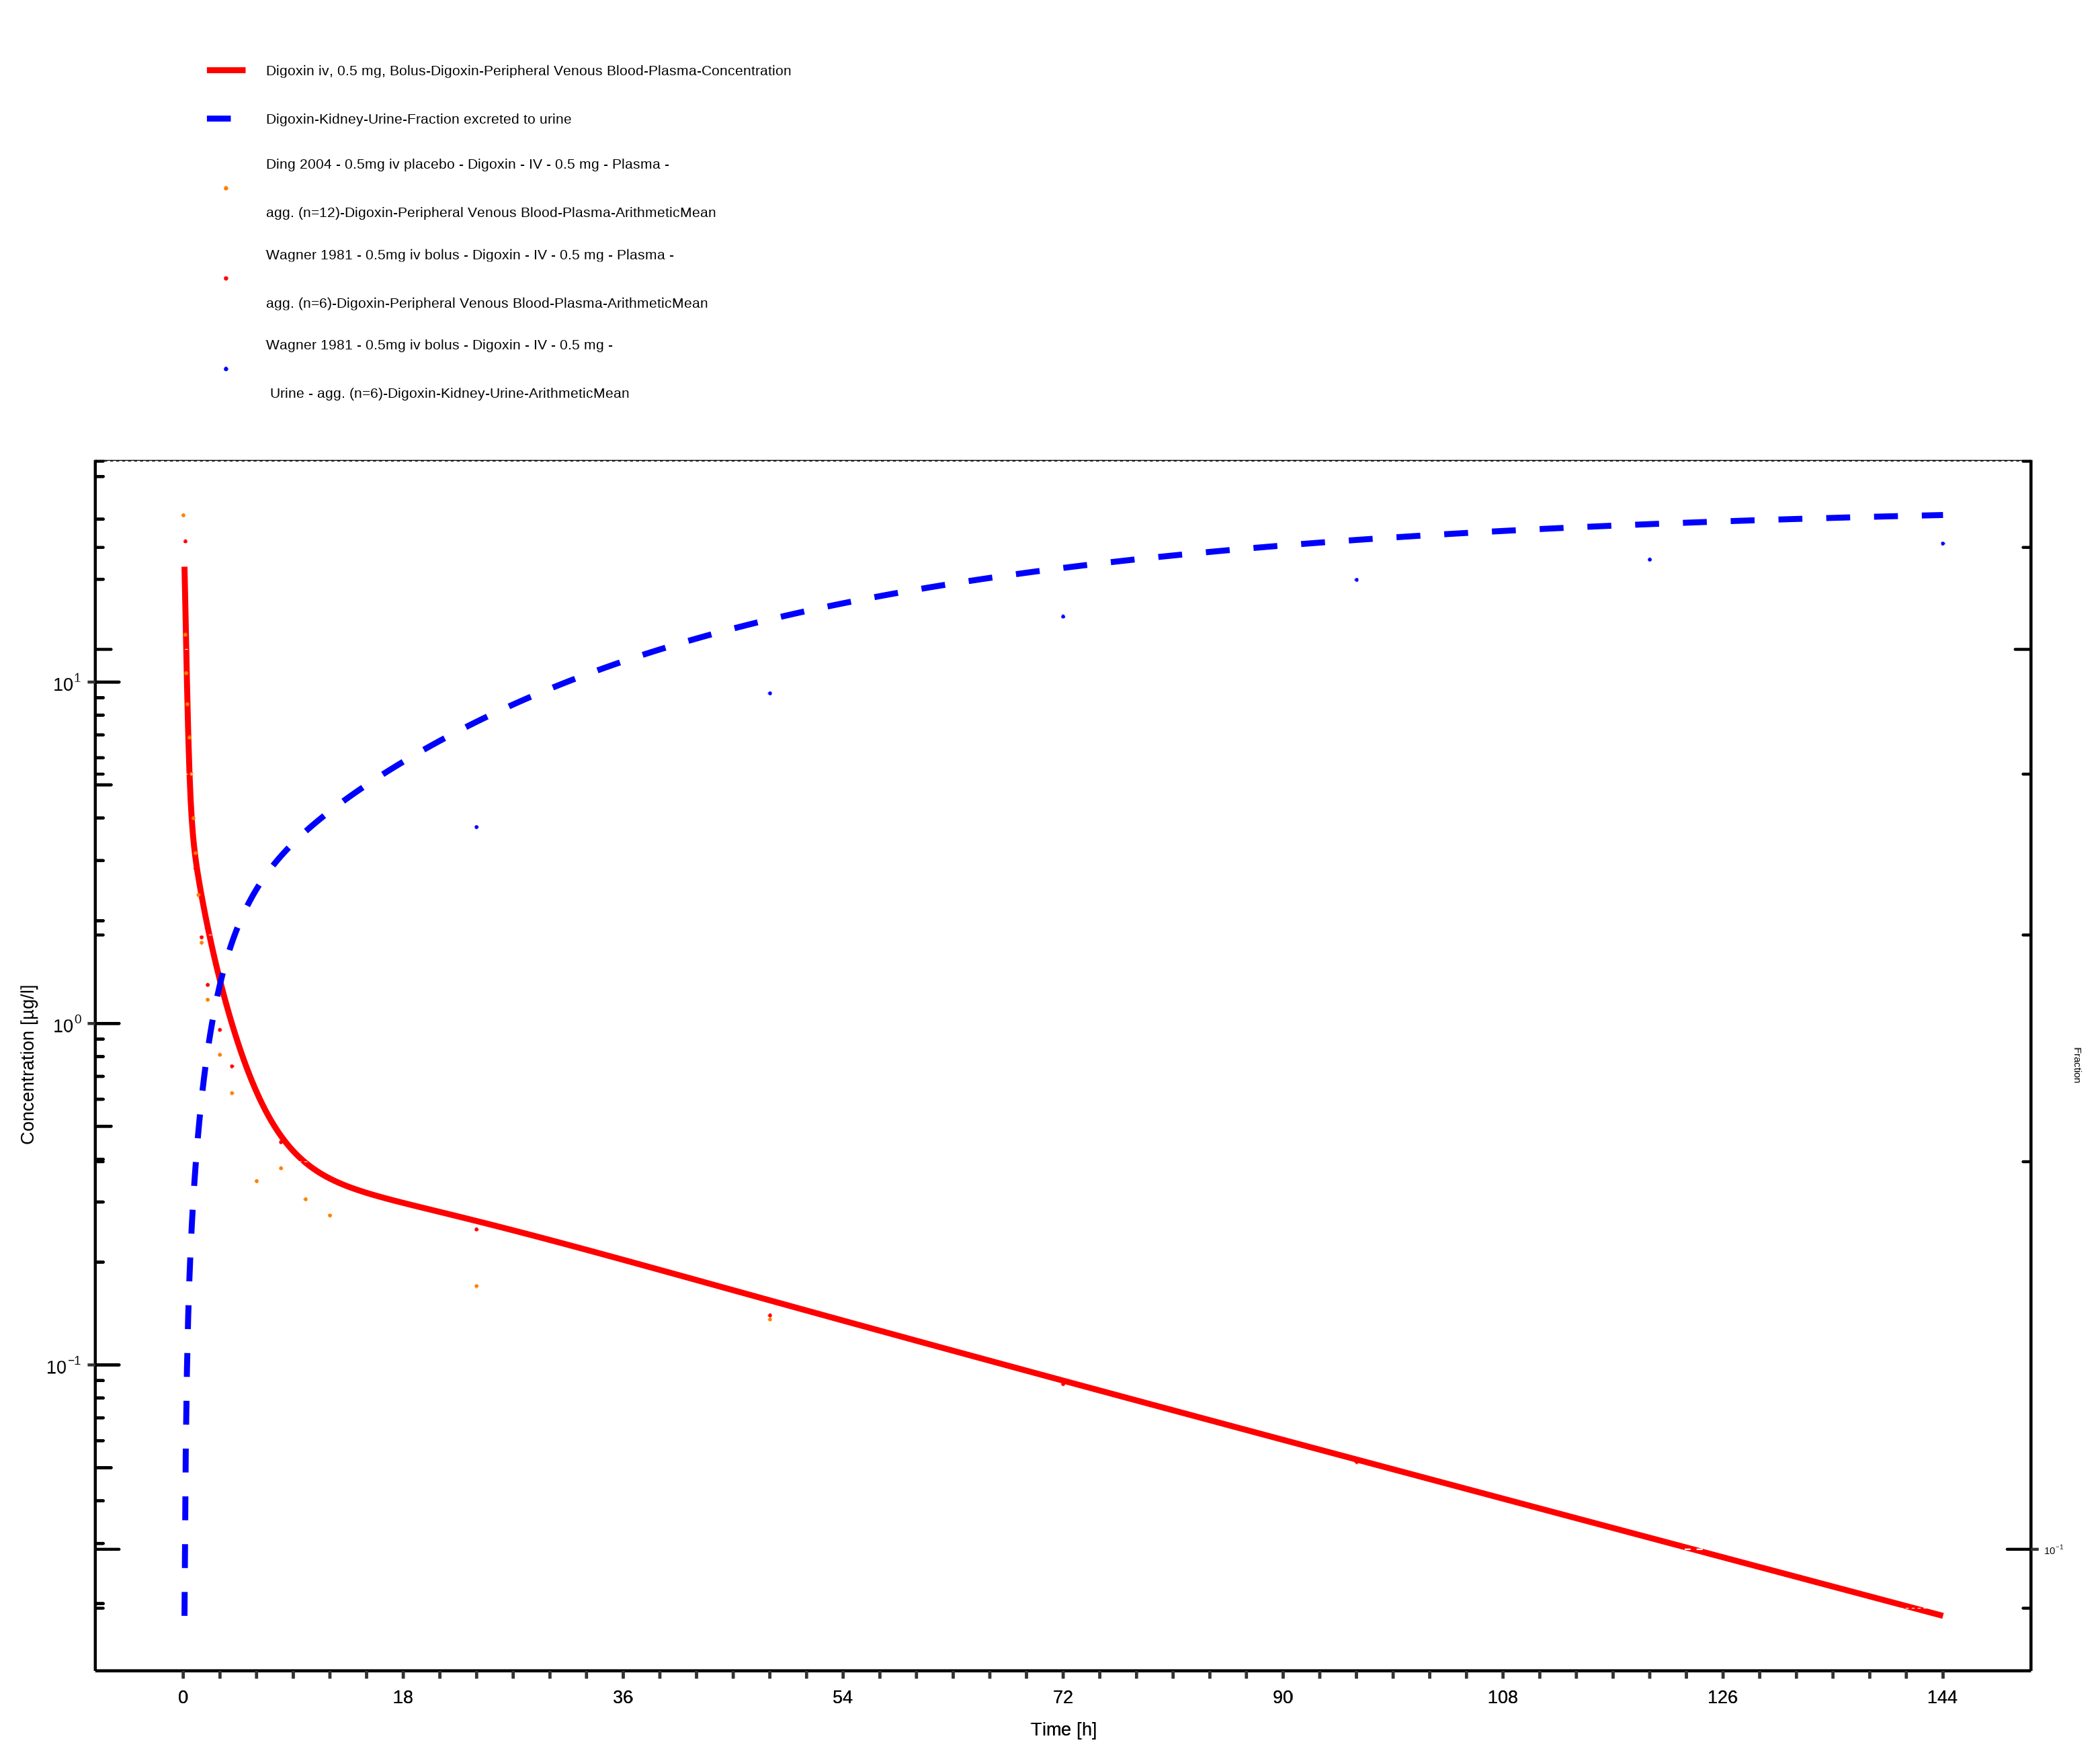 Digoxin iv, 0.5 mg, Bolus-Digoxin-Peripheral Venous Blood-Plasma-Concentration
Digoxin-Kidney-Urine-Fraction excreted to urine
Ding 2004 - 0.5mg iv placebo - Digoxin - IV - 0.5 mg - Plasma -
agg. (n=12)-Digoxin-Peripheral Venous Blood-Plasma-ArithmeticMean
Wagner 1981 - 0.5mg iv bolus - Digoxin - IV - 0.5 mg - Plasma -
agg. (n=6)-Digoxin-Peripheral Venous Blood-Plasma-ArithmeticMean
Wagner 1981 - 0.5mg iv bolus - Digoxin - IV - 0.5 mg -
Urine - agg. (n=6)-Digoxin-Kidney-Urine-ArithmeticMean
10¹
10⁰
10⁻¹
Concentration [µg/l]
10⁻¹
Fraction
0 18 36 54 72 90 108 126 144
Time [h]